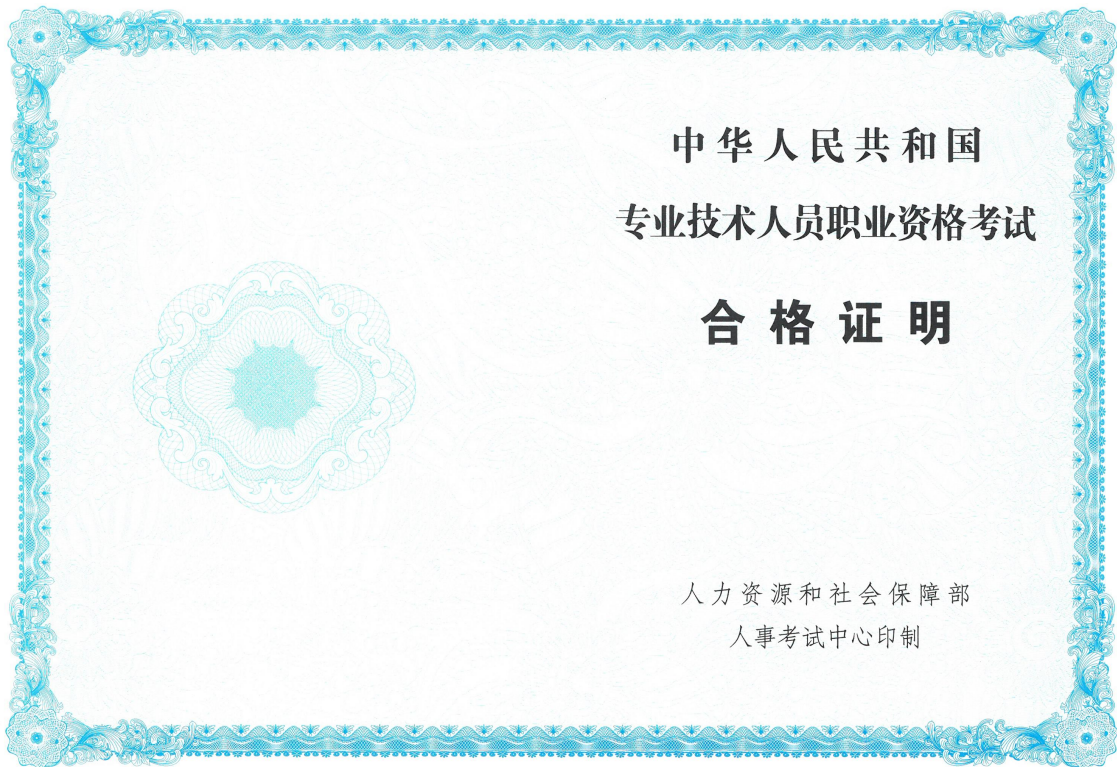 中华人民共和国
专业技术人员职业资格考试
合格证明
人力资源和社会保障部
人事考试中心印制